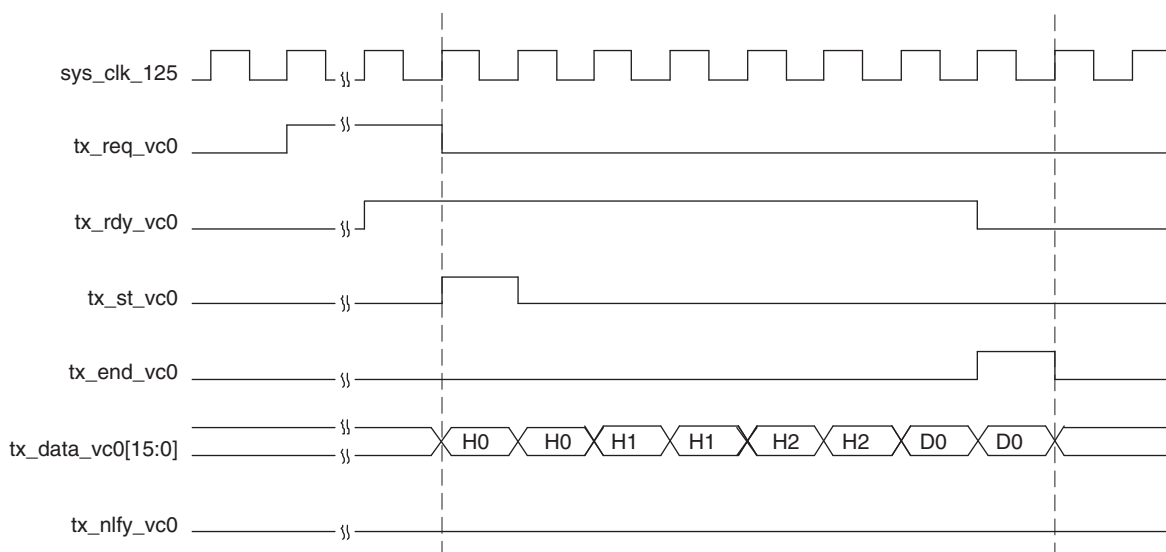 sys_clk_125
tx_req_vc0
tx_rdy_vc0
tx_st_vc0
tx_end_vc0
tx_data_vc0[15:0] H0 H0 H1 H1 H2 H2 D0 D0
tx_nlfy_vc0